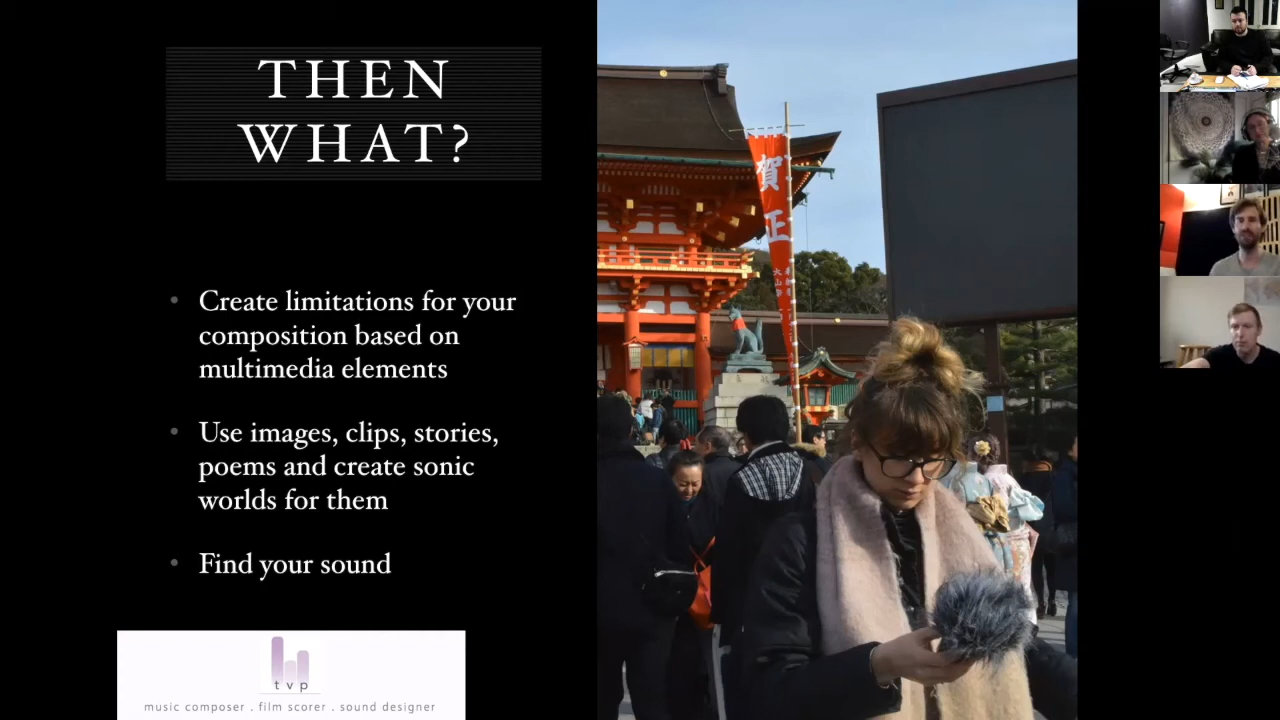 THEN
WHAT?
• Create limitations for your
composition based on
multimedia elements
• Use images, clips, stories,
poems and create sonic
worlds for them
• Find your sound
tvp
music composer . film scorer . sound designer
賀
正